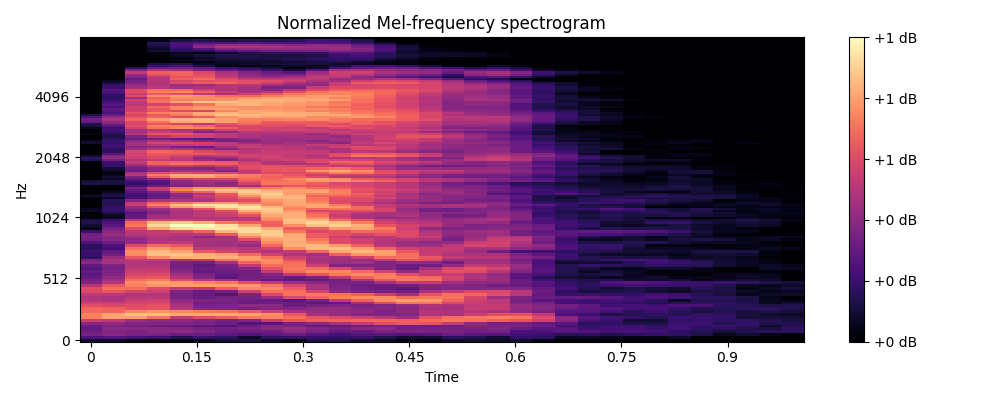 Normalized Mel-frequency spectrogram
Hz
4096
2048
1024
512
0
0 0.15 0.3 0.45 0.6 0.75 0.9
Time
+1 dB
+1 dB
+1 dB
+0 dB
+0 dB
+0 dB